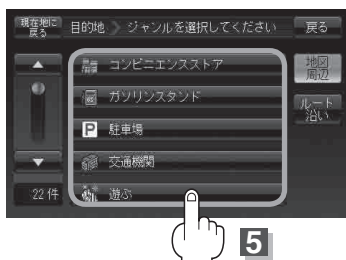 現在地に
戻る
目的地 ジャンルを選択してください
戻る
コンビニエンスストア
地図
周辺
ガソリンスタンド
ルート
沿い
P 駐車場
交通機関
22件
遊ぶ
5